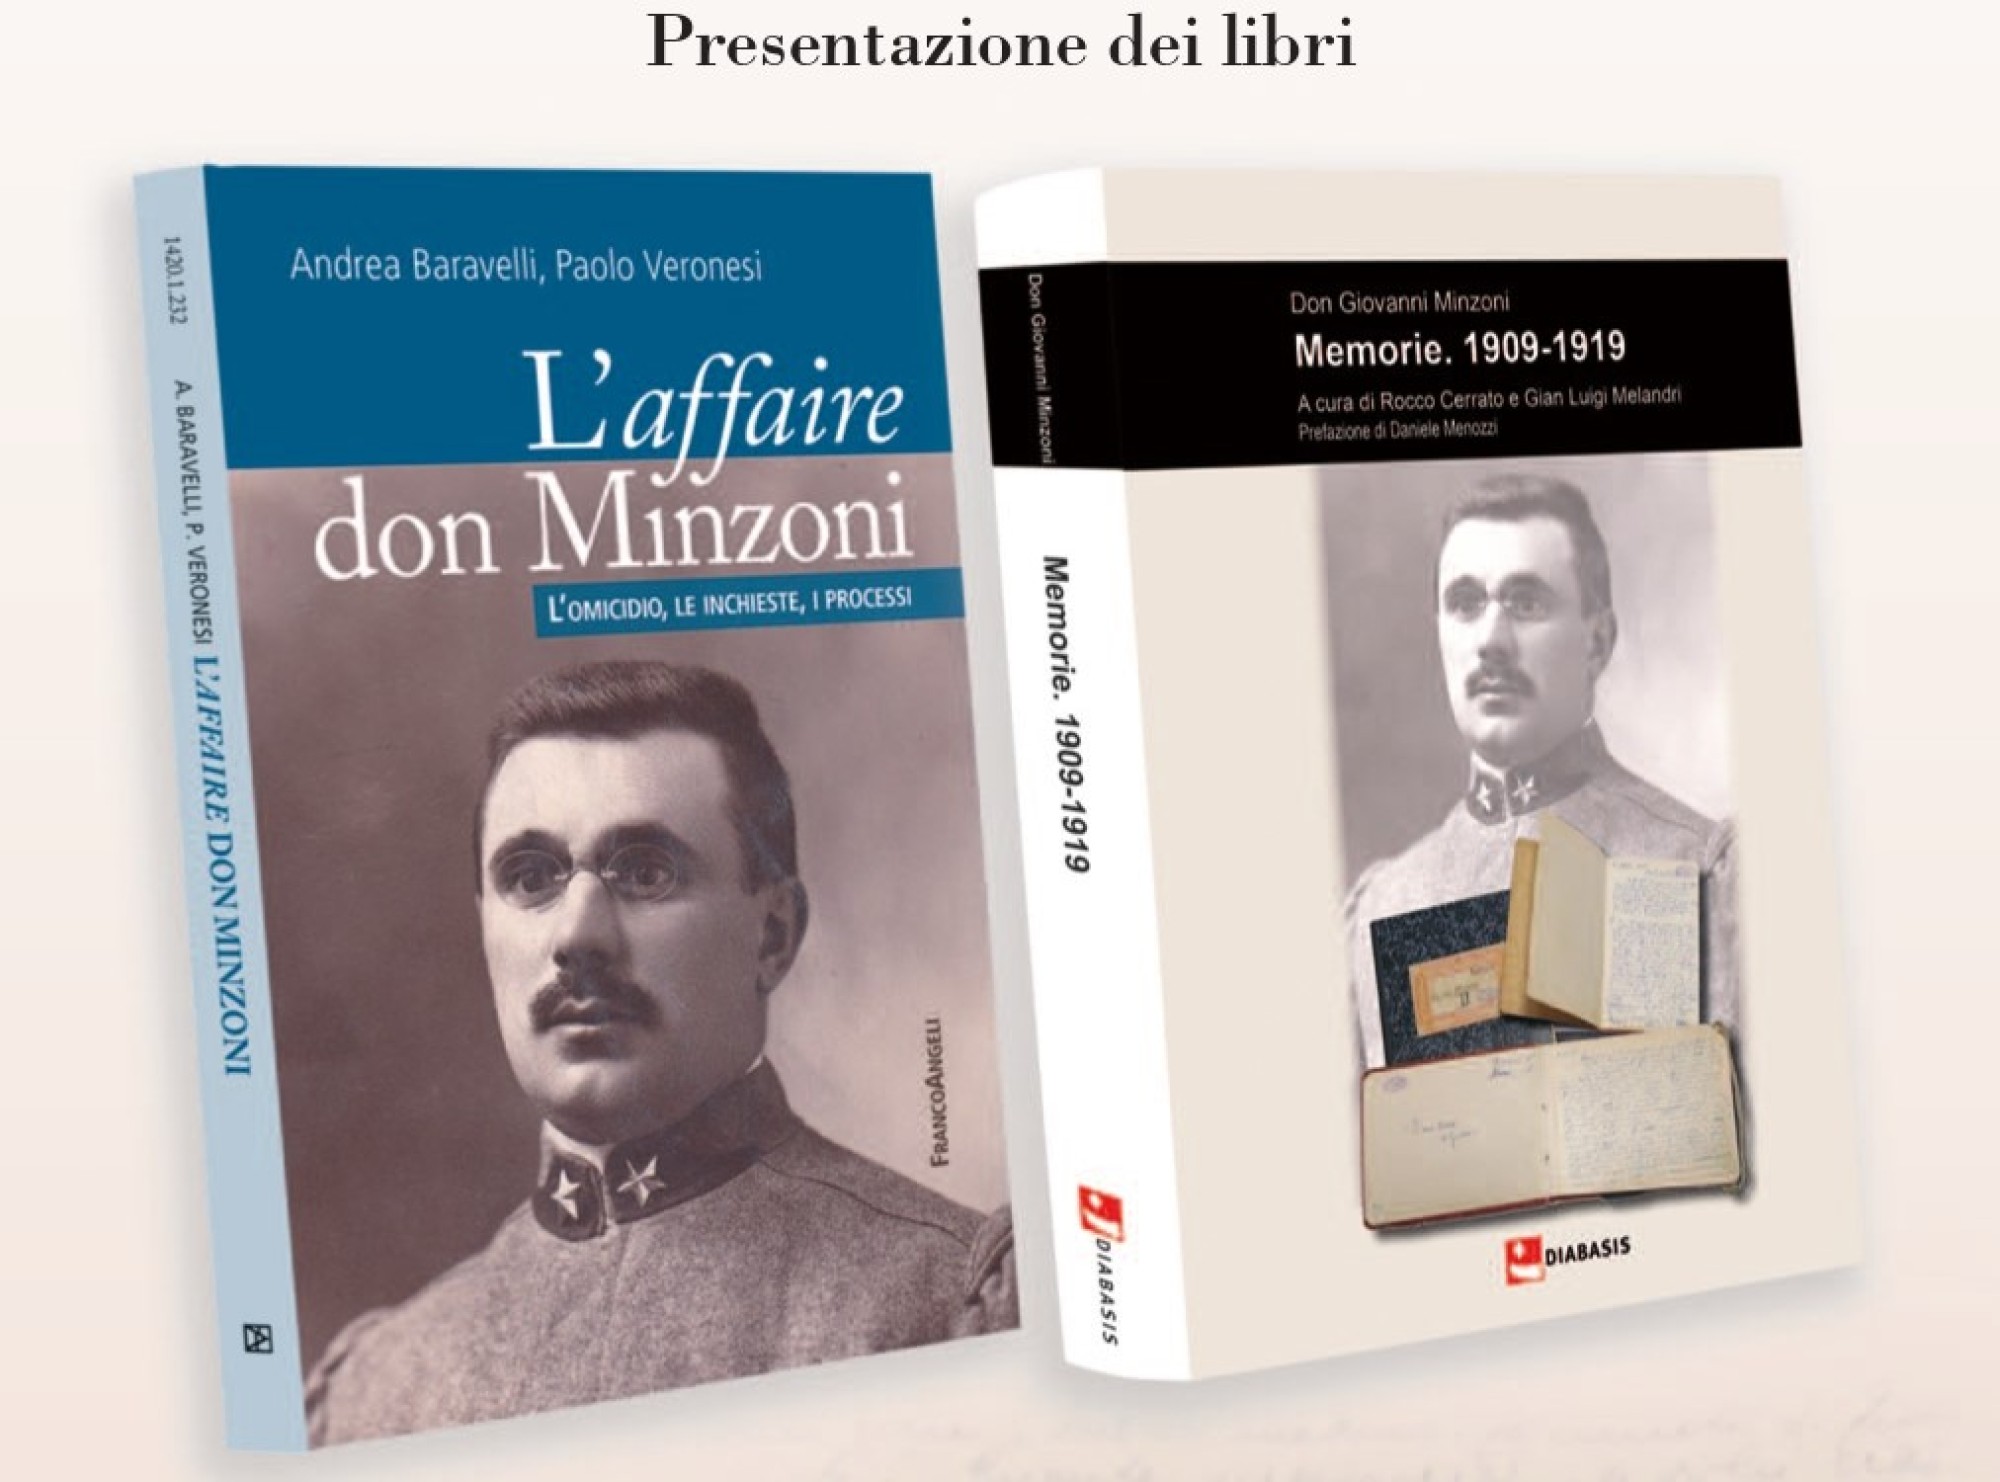 Presentazione dei libri
1420.1.232
A. BARAVELLI, P. VERONESI L'AFFAIRE DON MINZONI
Andrea Baravelli, Paolo Veronesi
L'affaire
don Minzoni
L'OMICIDIO, LE INCHIESTE, I PROCESSI
FRANCOANGELI
Don Giovanni Minzoni
Memorie. 1909-1919
DIABASIS
Don Giovanni Minzoni
Memorie. 1909-1919
A cura di Rocco Cerrato e Gian Luigi Melandri
Prefazione di Daniele Menozzi
DIABASIS